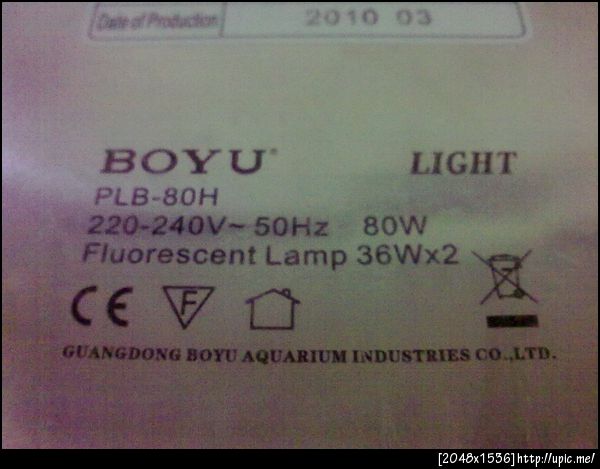 Date of Production 2010 03
BOYU® LIGHT
PLB-80H
220-240V~ 50Hz 80W
Fluorescent Lamp 36Wx2
CE F
GUANGDONG BOYU AQUARIUM INDUSTRIES CO.,LTD.
[2048x1536]http://upic.me/